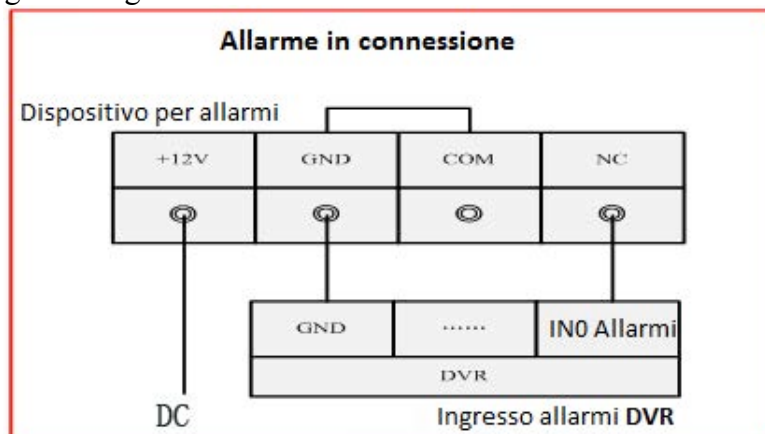 Allarme in connessione
Dispositivo per allarmi
+12V GND COM NC
GND ...... IN0 Allarmi
DVR
DC
Ingresso allarmi DVR